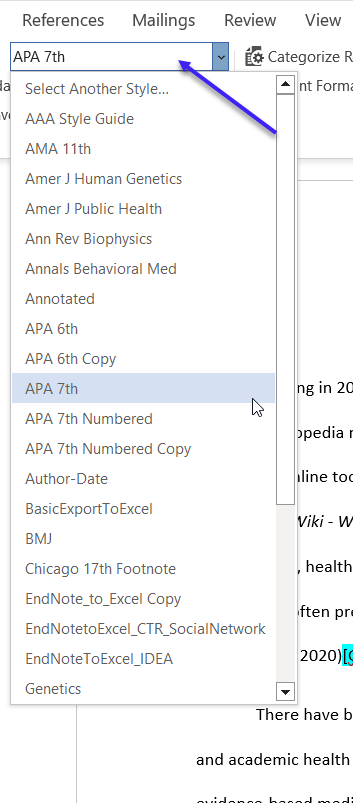 References Mailings Review View
APA 7th
Categorize R
Select Another Style...
nt Forma
AAA Style Guide
AMA 11th
Amer J Human Genetics
Amer J Public Health
Ann Rev Biophysics
Annals Behavioral Med
Annotated
APA 6th
APA 6th Copy
APA 7th
ng in 20
APA 7th Numbered
opedia
APA 7th Numbered Copy
Author-Date
nline too
BasicExportToExcel
Wiki - W
BMJ
Chicago 17th Footnote
, health
EndNote_to_Excel Copy
often pre
EndNotetoExcel_CTR_SocialNetwork
EndNoteToExcel_IDEA
2020)[
Genetics
There have b
and academic health
evidence-based medi